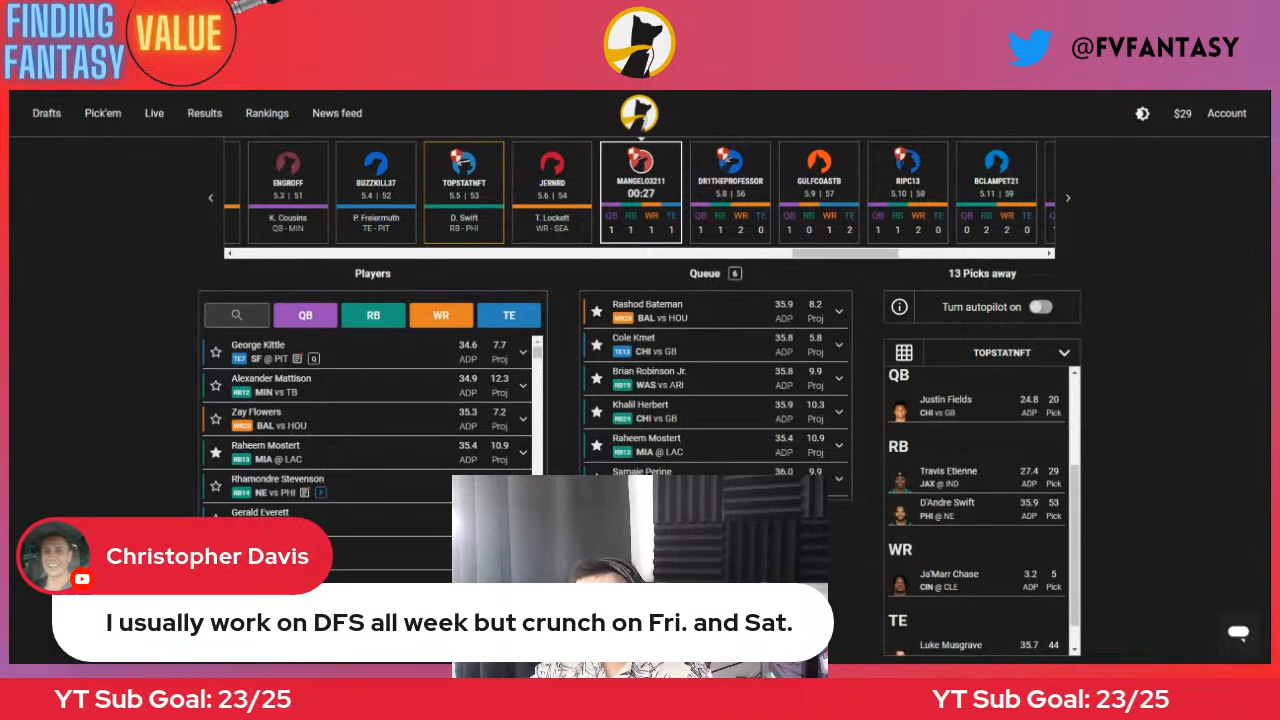 FINDING
FANTASY
VALUE
@FVFANTASY
Drafts
Pick'em
Live
Results
Rankings
News feed
$29
Account
ENGROFF
5.3 | 51
K. Cousins
QB - MIN
BUZZKILL37
5.4 | 52
P. Freiermuth
TE - PIT
TOPSTATNFT
5.5 | 53
D. Swift
RB - PHI
JERNRD
5.6 | 54
T. Lockett
WR - SEA
MANGELO3211
00:27
QB RB WR TE
1 1 1 1
DR1THEPROFESSOR
5.8 | 56
QB RB WR TE
1 1 2 0
GULFCOASTB
5.9 | 57
QB RB WR TE
1 0 1 2
RIPC13
5.10 | 58
QB RB WR TE
1 1 2 0
BCLAMPET21
5.11 | 59
QB RB WR TE
0 2 2 0
Players
QB
RB
WR
TE
George Kittle 34.6 7.7
TE7 SF @ PIT Q ADP Proj
Alexander Mattison 34.9 12.3
RB12 MIN vs TB ADP Proj
Zay Flowers 35.3 7.2
BAL vs HOU ADP Proj
Raheem Mostert 35.4 10.9
RB13 MIA @ LAC ADP Proj
Rhamondre Stevenson
RB14 NE vs PHI P
Gerald Everett
Queue 6
Rashod Bateman 35.9 8.2
BAL vs HOU ADP Proj
Cole Kmet 35.8 5.8
TE13 CHI vs GB ADP Proj
Brian Robinson Jr. 35.8 9.9
RB19 WAS vs ARI ADP Proj
Khalil Herbert 35.9 10.3
RB24 CHI vs GB ADP Proj
Raheem Mostert 35.4 10.9
RB13 MIA @ LAC ADP Proj
Samaje Perine 36.0 9.9
13 Picks away
Turn autopilot on
TOPSTATNFT
QB
Justin Fields 24.8 20
CHI vs GB ADP Pick
RB
Travis Etienne 27.4 29
JAX @ IND ADP Pick
D'Andre Swift 35.9 53
PHI @ NE ADP Pick
WR
Ja'Marr Chase 3.2 5
CIN @ CLE ADP Pick
TE
Luke Musgrave 35.7 44
Christopher Davis
I usually work on DFS all week but crunch on Fri. and Sat.
YT Sub Goal: 23/25
YT Sub Goal: 23/25